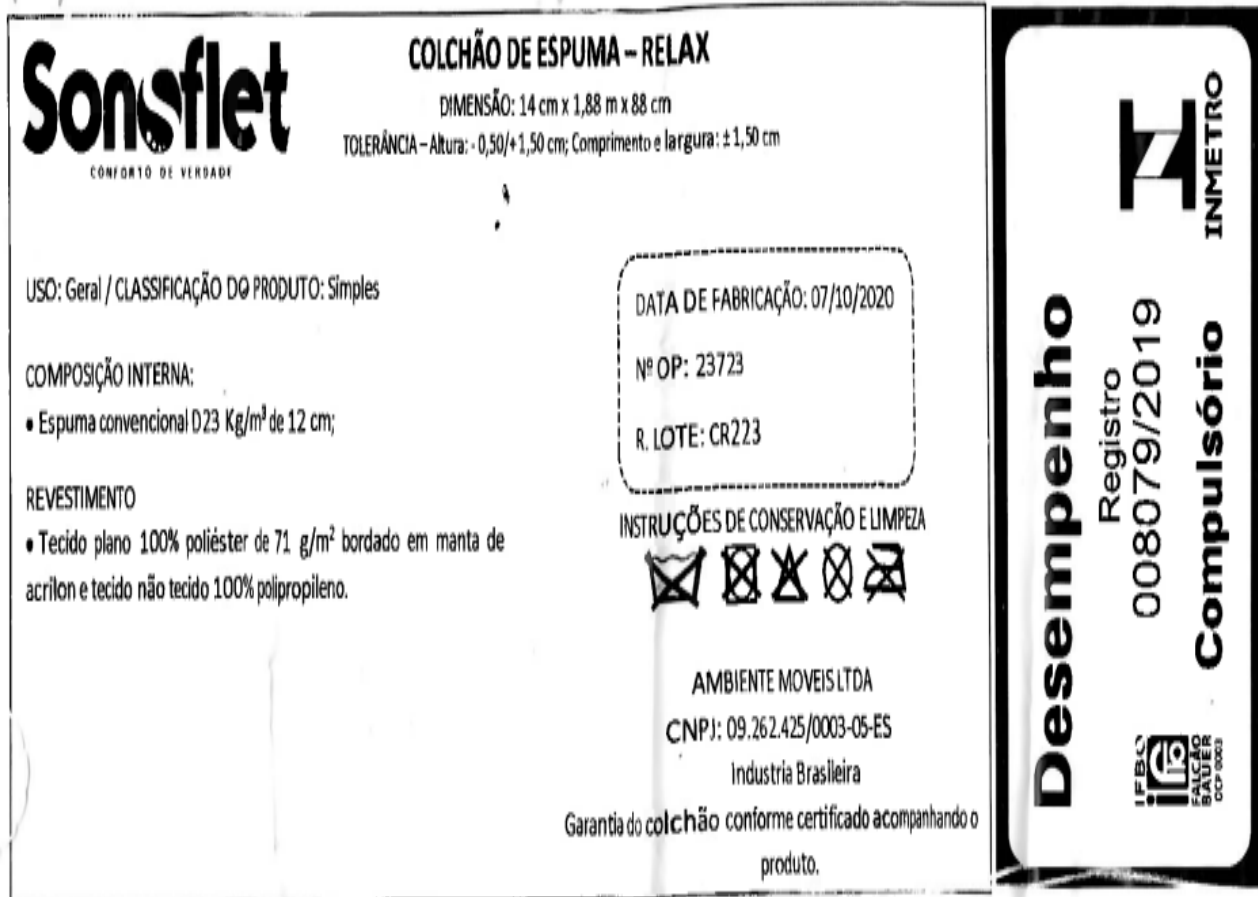 Sonoflet
CONFORTO DE VERDADE
COLCHÃO DE ESPUMA – RELAX
DIMENSÃO: 14 cm x 1,88 m x 88 cm
TOLERÂNCIA – Altura: - 0,50/+1,50 cm; Comprimento e largura: ± 1,50 cm
USO: Geral / CLASSIFICAÇÃO DO PRODUTO: Simples
COMPOSIÇÃO INTERNA:
• Espuma convencional D23 Kg/m³ de 12 cm;
REVESTIMENTO
• Tecido plano 100% poliéster de 71 g/m² bordado em manta de
acrilon e tecido não tecido 100% polipropileno.
DATA DE FABRICAÇÃO: 07/10/2020
Nº OP: 23723
R. LOTE: CR223
INSTRUÇÕES DE CONSERVAÇÃO E LIMPEZA
AMBIENTE MOVEIS LTDA
CNPJ: 09.262.425/0003-05-ES
Industria Brasileira
Garantia do colchão conforme certificado acompanhando o
produto.
Desempenho
Registro
008079/2019
Compulsório
INMETRO
IFBQ
FALCÃO
BAUER
OCP 0003